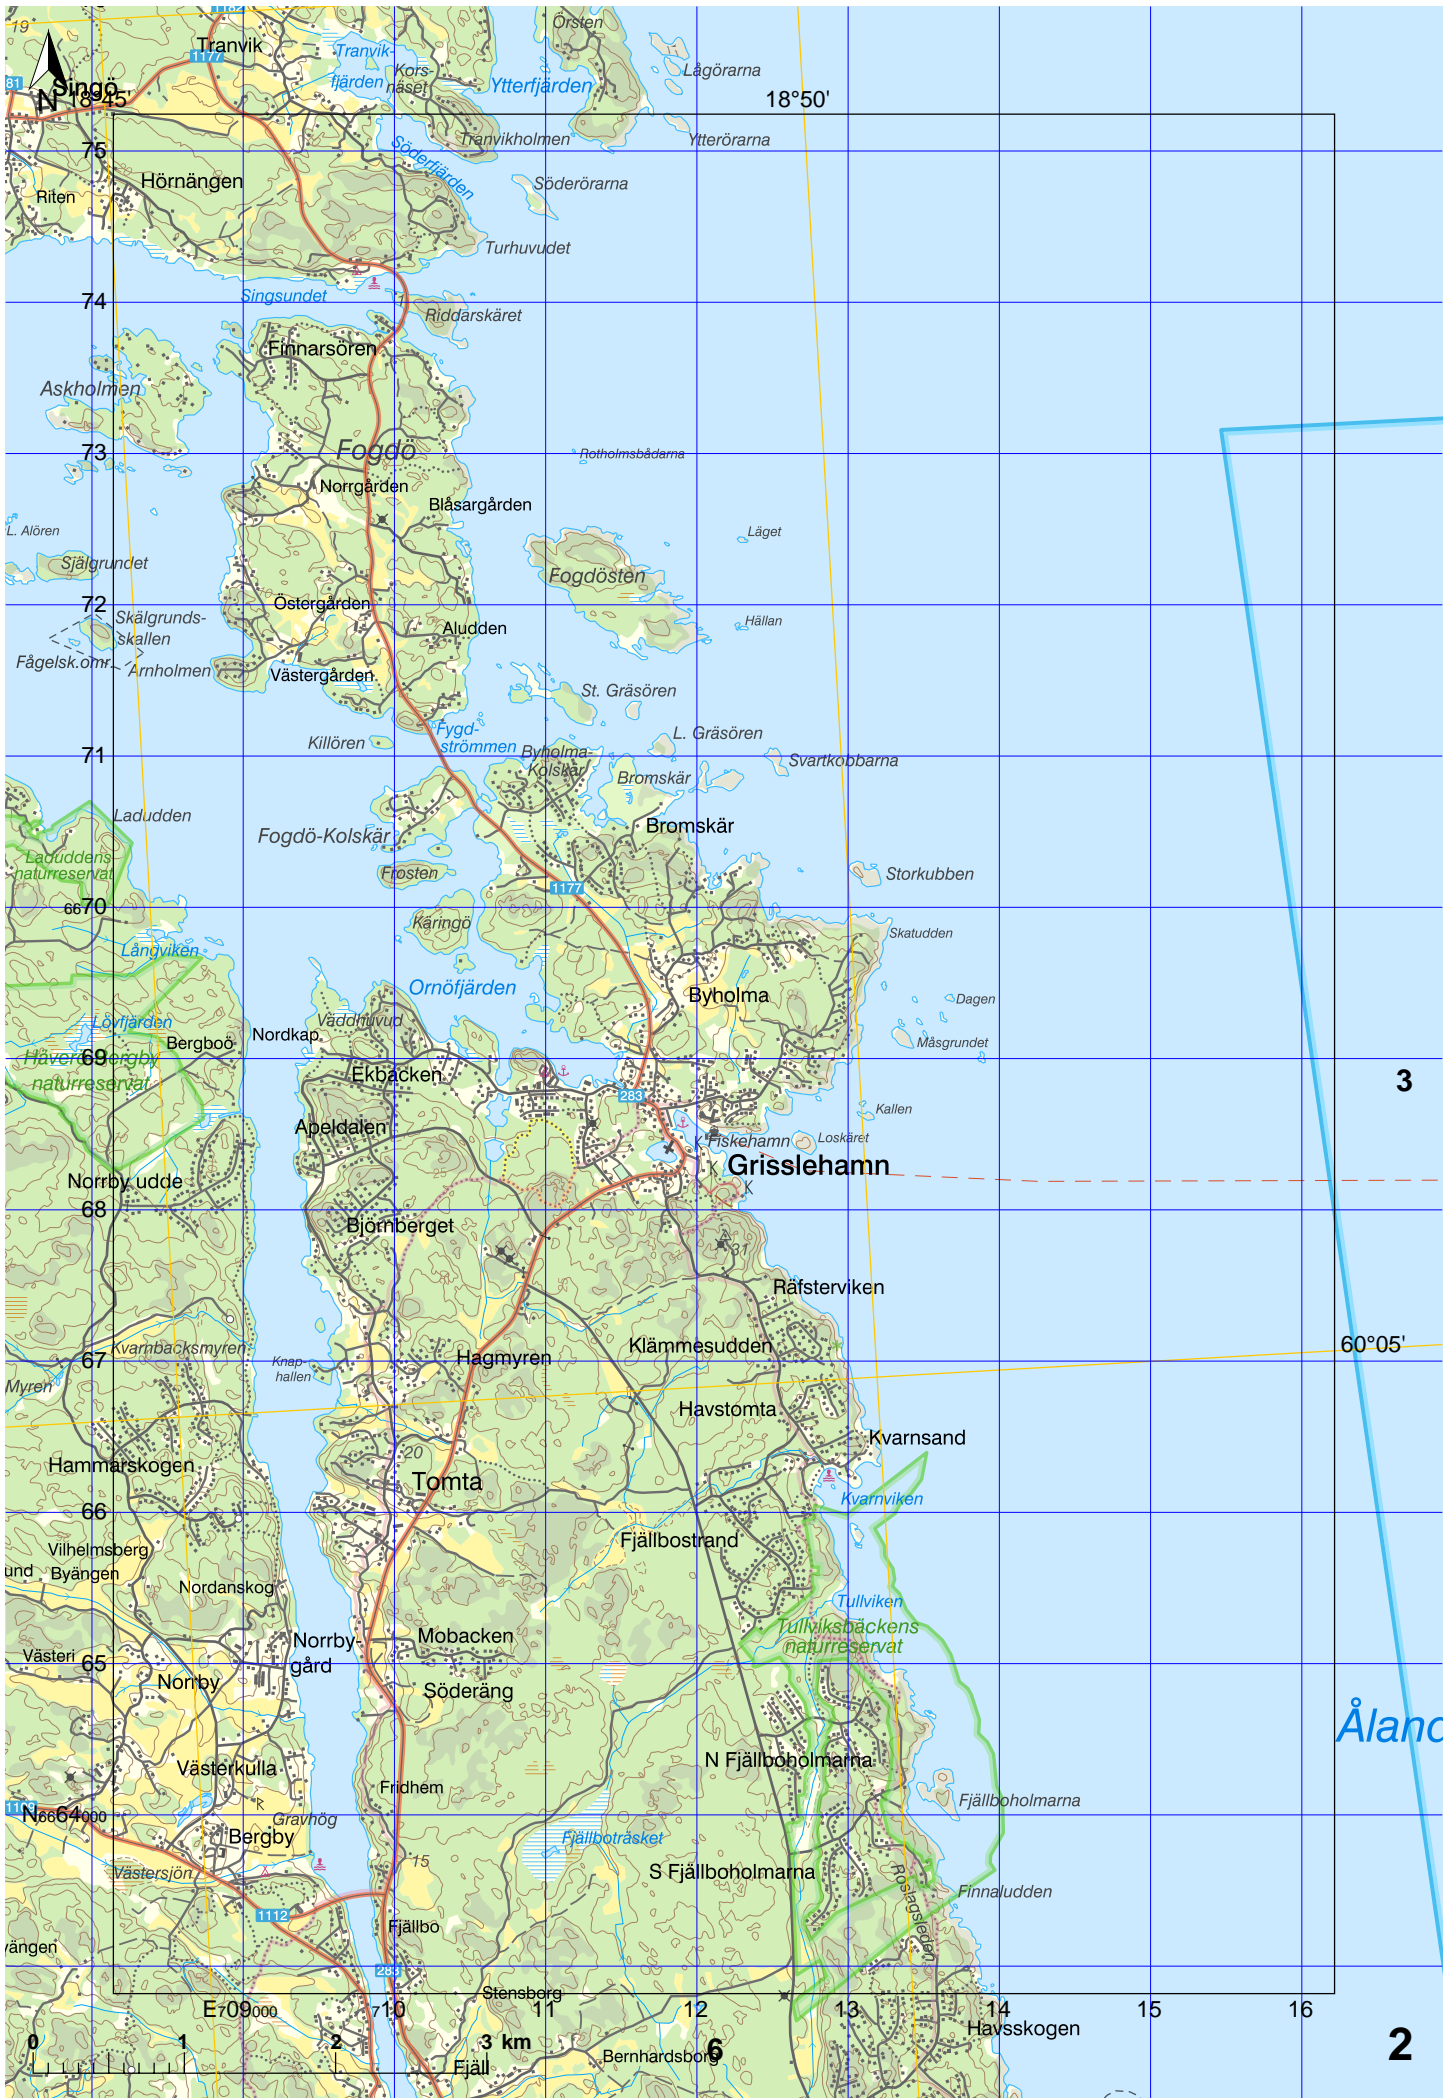 1182
19
Tranvik
1177
Tranvik-
fjärden
Kors-
näset
Örsten
Ytterfjärden
Lågörarna
81
Singö
N
18°45'
18°50'
Tranvikholmen
Ytterörarna
75
Söderfjärden
Hörnängen
Riten
Söderörarna
Turhuvudet
Singsundet
74
Riddarskäret
Finnarsören
Askholmen
Fogdö
73
Rotholmsbådarna
Norrgården
Blåsargården
L. Alören
Läget
Själgrundet
Fogdösten
72
Östergården
Skälgrunds-
skallen
Aludden
Hällan
Fågelsk.omr.
Arnholmen
Västergården
St. Gräsören
Fygd-
strömmen
Killören
L. Gräsören
71
Byholma-
Kolskär
Svartkobbarna
Bromskär
Ladudden
Fogdö-Kolskär
Bromskär
Laduddens
naturreservat
Frosten
Storkubben
1177
6670
Käringö
Skatudden
Långviken
Ornöfjärden
Byholma
Dagen
Lövfjärden
Väddhuvud
Nordkap
Bergboö
Måsgrundet
Häverö-Bergby
naturreservat
69
Ekbacken
3
283
Kallen
Apeldalen
Fiskehamn
Loskäret
K
Grisslehamn
K
K
Norrby udde
68
Björnberget
31
Räfsterviken
Kvarnbacksmyren
Klämmesudden
60°05'
67
Knap-
hallen
Hagmyren
Myren
Havstomta
20
Kvarnsand
Hammarskogen
Tomta
Kvarnviken
66
Fjällbostrand
Vilhelmsberg
und
Byängen
Nordanskog
Tullviken
Tullviksbäckens
naturreservat
Norrby-
gård
Mobacken
Västeri
65
Norrby
Söderäng
N Fjällboholmarna
Västerkulla
Fridhem
Fjällboholmarna
N6664000
Gravhög
Bergby
Fjällboträsket
15
Västersjön
S Fjällboholmarna
Finnaludden
Roslagsleden
1112
Fjällbo
283
Stensborg
E709000
710
11
12
13
14
15
16
Havsskogen
0
1
2
3 km
6
2
Bernhardsborg
Fjäll